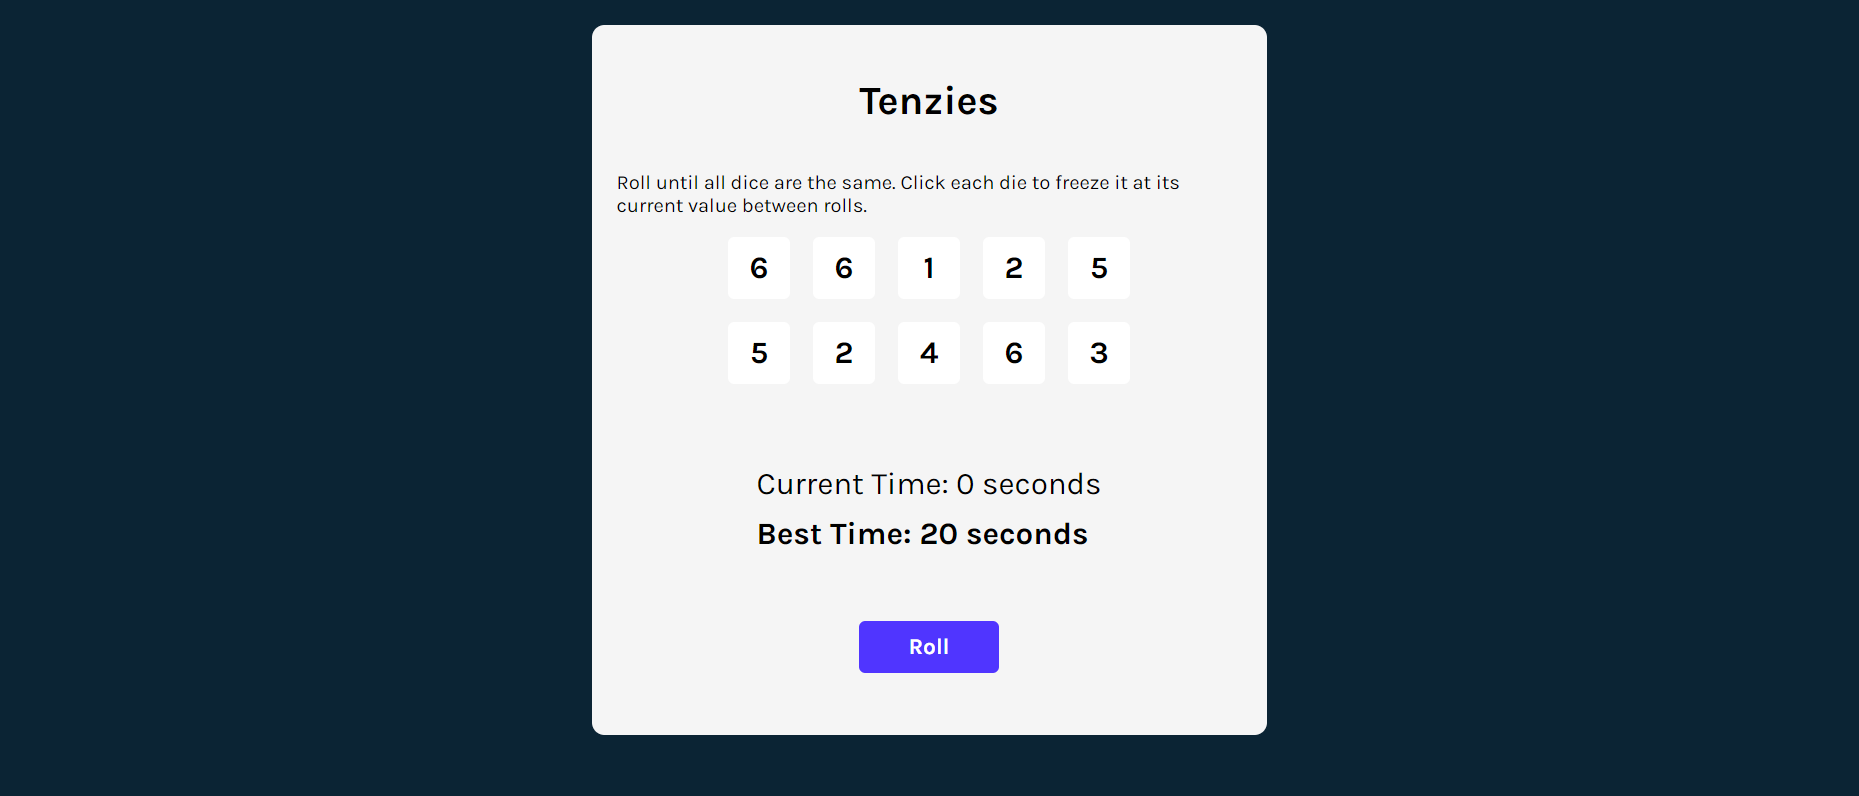 Tenzies
Roll until all dice are the same. Click each die to freeze it at its
current value between rolls.
6 6 1 2 5
5 2 4 6 3
Current Time: 0 seconds
Best Time: 20 seconds
Roll